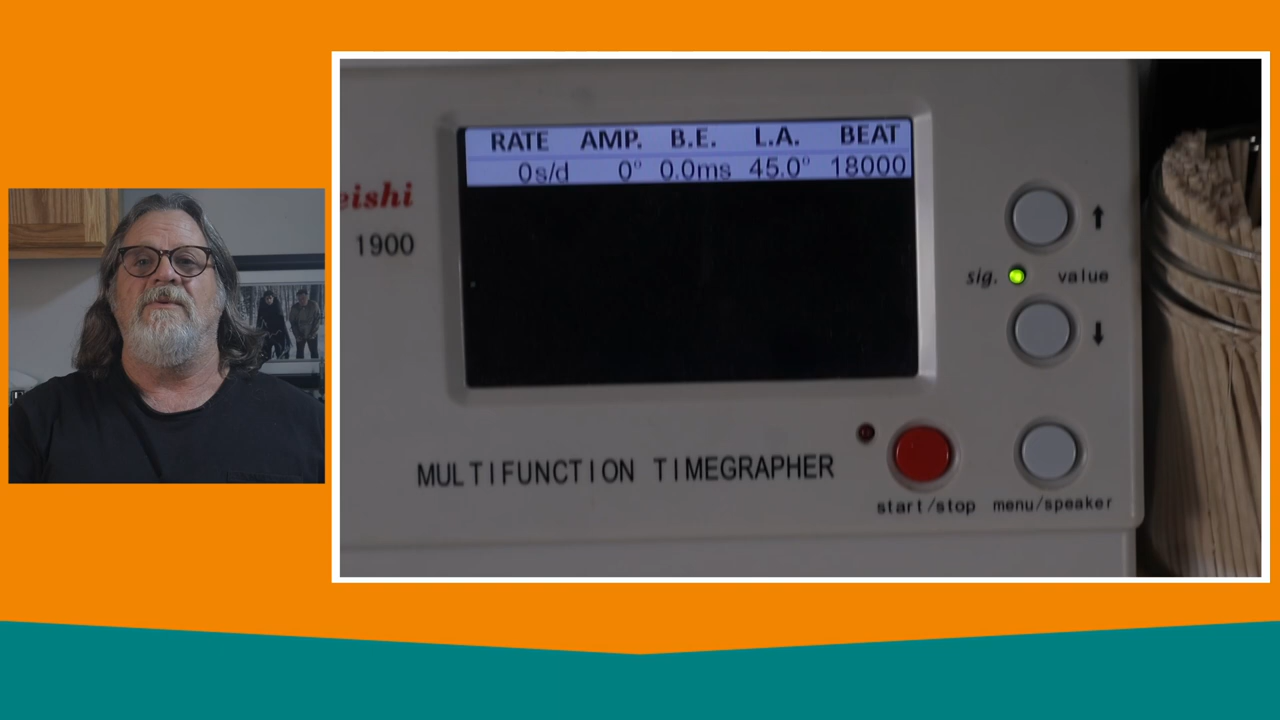 RATE AMP. B.E. L.A. BEAT
0s/d 0° 0.0ms 45.0° 18000
eishi
1900
sig. value
MULTIFUNCTION TIMEGRAPHER
start/stop menu/speaker